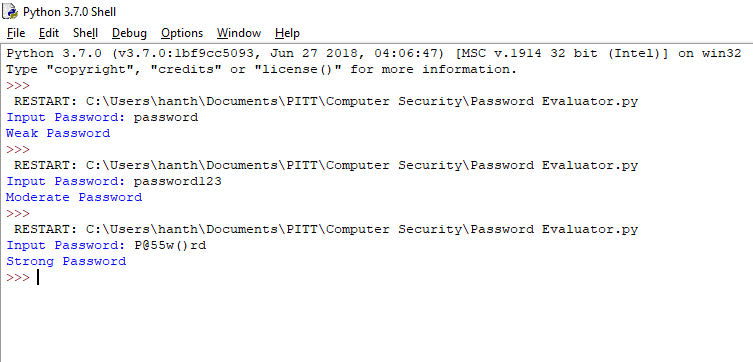 Python 3.7.0 Shell
File Edit Shell Debug Options Window Help
Python 3.7.0 (v3.7.0:1bf9cc5093, Jun 27 2018, 04:06:47) [MSC v.1914 32 bit (Intel)] on win32
Type "copyright", "credits" or "license()" for more information.
>>>
 RESTART: C:\Users\hanth\Documents\PITT\Computer Security\Password Evaluator.py
Input Password: password
Weak Password
>>>
 RESTART: C:\Users\hanth\Documents\PITT\Computer Security\Password Evaluator.py
Input Password: password123
Moderate Password
>>>
 RESTART: C:\Users\hanth\Documents\PITT\Computer Security\Password Evaluator.py
Input Password: P@55w()rd
Strong Password
>>>